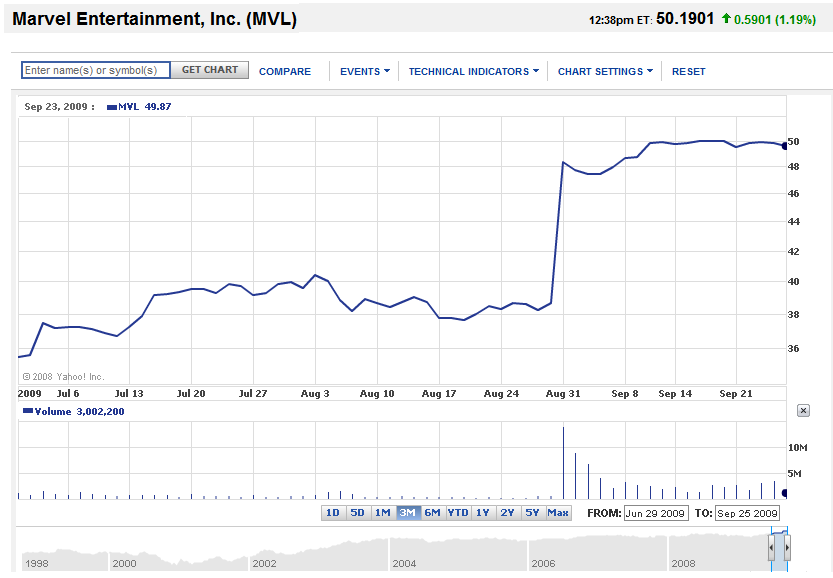 Marvel Entertainment, Inc. (MVL) 12:38pm ET: 50.1901 0.5901 (1.19%)
Enter name(s) or symbol(s) GET CHART COMPARE EVENTS TECHNICAL INDICATORS CHART SETTINGS RESET
Sep 23, 2009 : MVL 49.87
50
48
46
44
42
40
38
36
© 2008 Yahoo! Inc.
2009 Jul 6 Jul 13 Jul 20 Jul 27 Aug 3 Aug 10 Aug 17 Aug 24 Aug 31 Sep 8 Sep 14 Sep 21
Volume 3,002,200
10M
5M
1D 5D 1M 3M 6M YTD 1Y 2Y 5Y Max FROM: Jun 29 2009 TO: Sep 25 2009
1998 2000 2002 2004 2006 2008